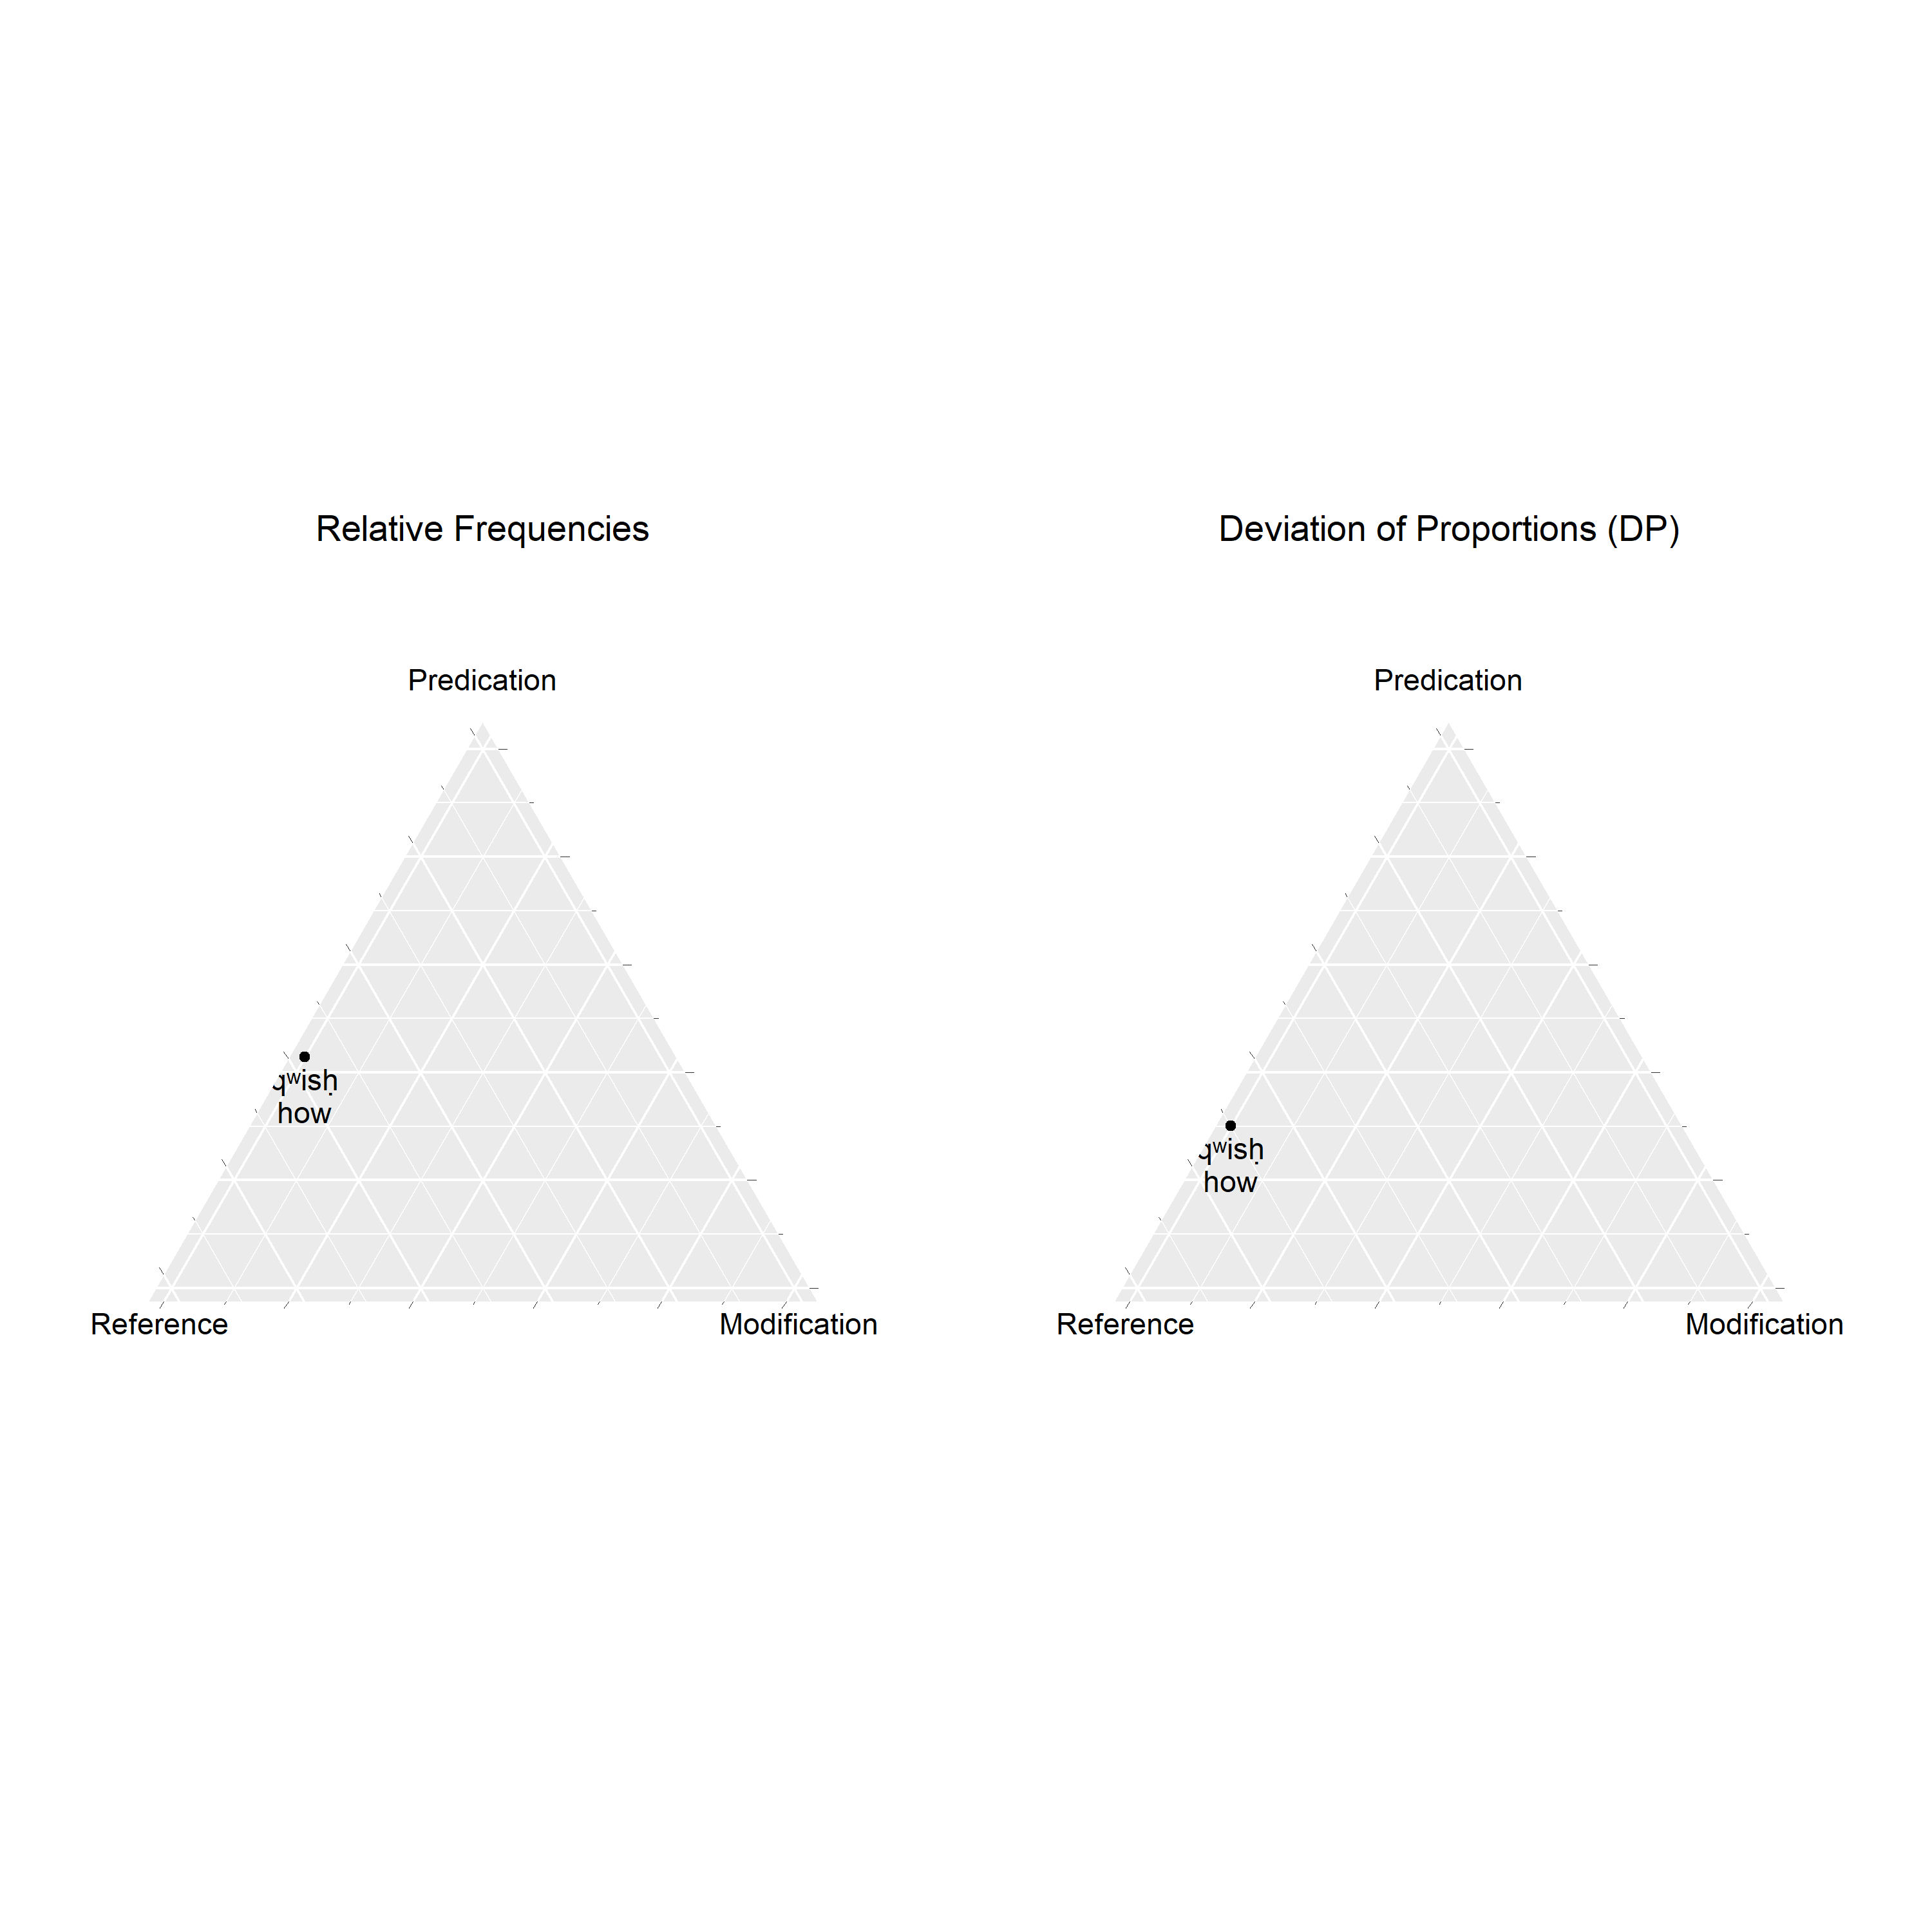 Relative Frequencies
Predication
qʷisḥ
how
Reference
Modification
Deviation of Proportions (DP)
Predication
qʷisḥ
how
Reference
Modification